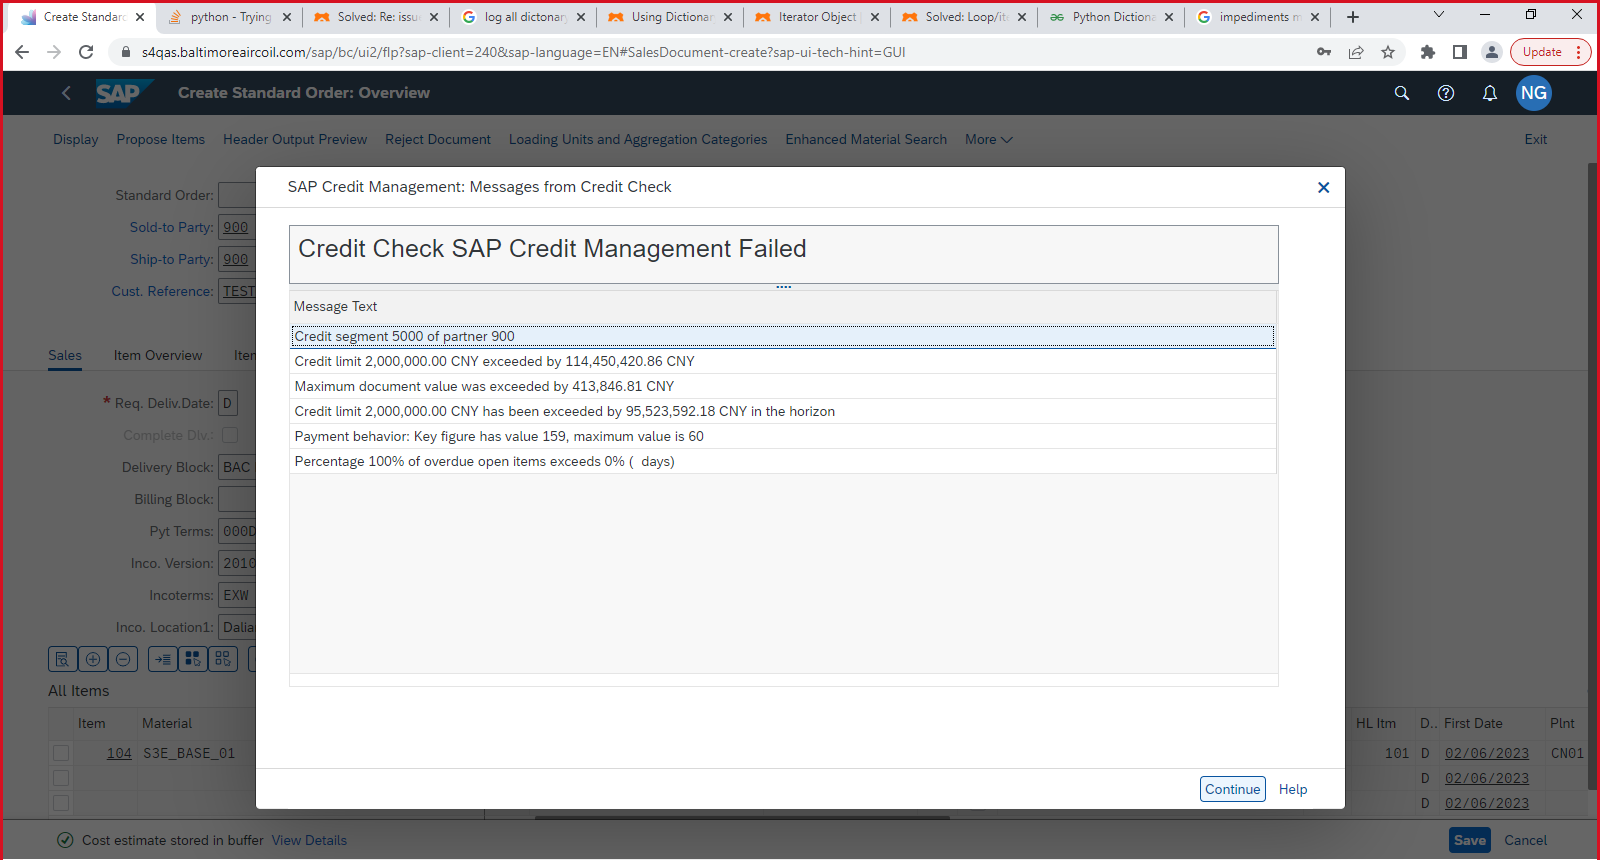 Create Standard
python - Trying
Solved: Re: issue
log all dictonary
Using Dictionar
Iterator Object
Solved: Loop/ite
Python Dictiona
impediments m
s4qas.baltimoreaircoil.com/sap/bc/ui2/flp?sap-client=240&sap-language=EN#SalesDocument-create?sap-ui-tech-hint=GUI
Update
SAP
Create Standard Order: Overview
NG
Display Propose Items Header Output Preview Reject Document Loading Units and Aggregation Categories Enhanced Material Search More Exit
SAP Credit Management: Messages from Credit Check
Standard Order:
Sold-to Party: 900
Ship-to Party: 900
Cust. Reference: TEST
Credit Check SAP Credit Management Failed
Message Text
Credit segment 5000 of partner 900
Credit limit 2,000,000.00 CNY exceeded by 114,450,420.86 CNY
Maximum document value was exceeded by 413,846.81 CNY
Credit limit 2,000,000.00 CNY has been exceeded by 95,523,592.18 CNY in the horizon
Payment behavior: Key figure has value 159, maximum value is 60
Percentage 100% of overdue open items exceeds 0% (  days)
Sales Item Overview
* Req. Deliv.Date: D
Complete Dlv.:
Delivery Block: BAC
Billing Block:
Pyt Terms: 000D
Inco. Version: 2010
Incoterms: EXW
Inco. Location1: Dalia
All Items
Item Material HL Itm D.. First Date Plnt
104 S3E_BASE_01 101 D 02/06/2023 CN01
D 02/06/2023
D 02/06/2023
Continue Help
Cost estimate stored in buffer View Details
Save Cancel